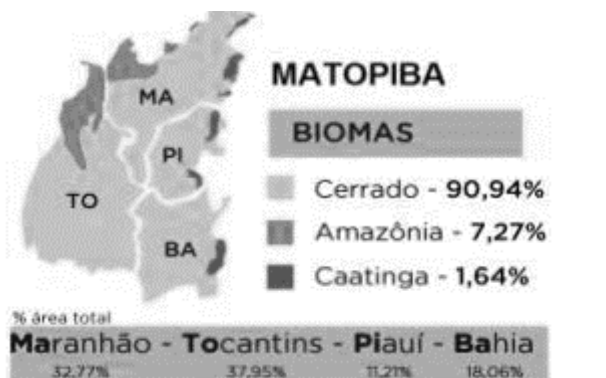 MATOPIBA
BIOMAS
MA
PI
TO
BA
Cerrado - 90,94%
Amazônia - 7,27%
Caatinga - 1,64%
% área total
Maranhão - Tocantins - Piauí - Bahia
32.77% 37.95% 11.21% 18.06%